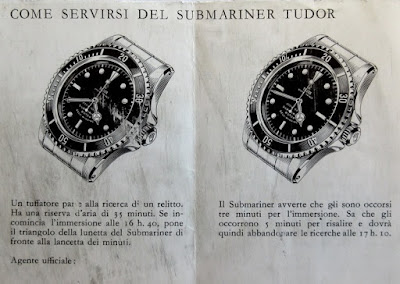 COME SERVIRSI DEL SUBMARINER TUDOR
Un tuffatore parte alla ricerca di un relitto.
Ha una riserva d'aria di 35 minuti. Se in-
comincia l'immersione alle 16 h. 40, pone
il triangolo della lunetta del Submariner di
fronte alla lancetta dei minuti.
Agente ufficiale:
Il Submariner avverte che gli sono occorsi
tre minuti per l'immersione. Sa che gli
occorrono 5 minuti per risalire e dovrà
quindi abbandonare le ricerche alle 17 h. 10.